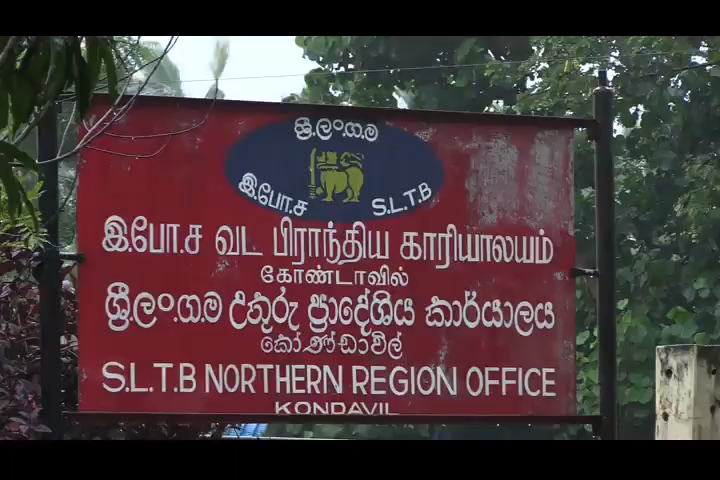 ශ්‍රී.ලං.ග.ම
இ.போ.ச
S.L.T.B
இ.போ.ச வட பிராந்திய காரியாலயம்
கோண்டாவில்
ශ්‍රී.ලං.ග.ම උතුරු ප්‍රාදේශිය කාර්යාලය
කෝණ්ඩාවිල්
S.L.T.B NORTHERN REGION OFFICE
KONDAVIL